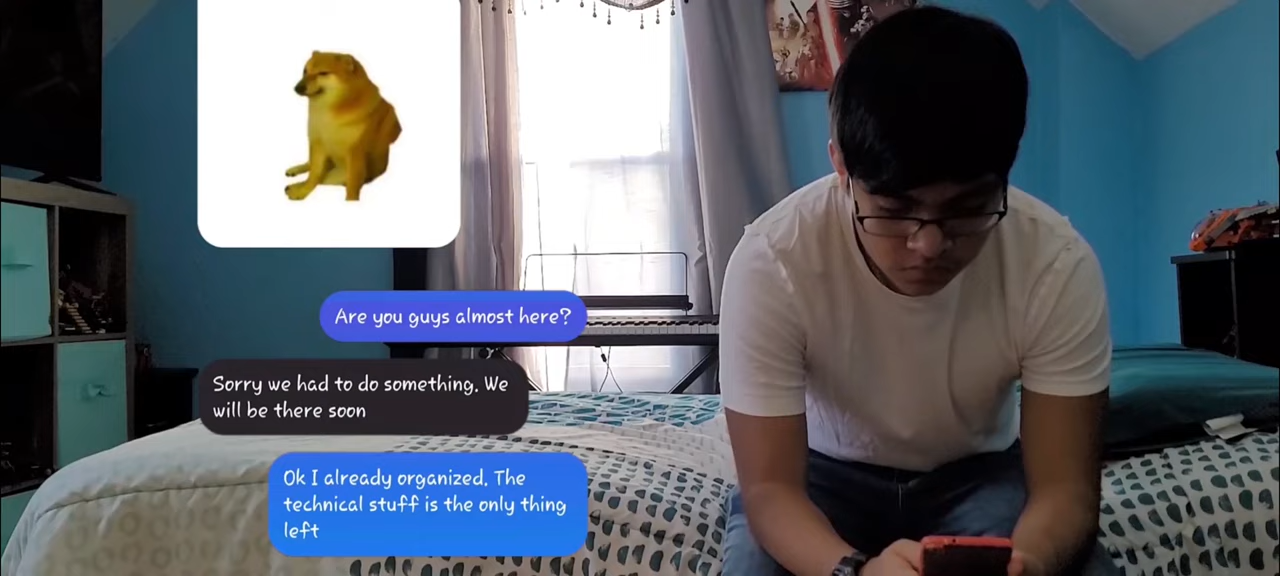 Are you guys almost here?
Sorry we had to do something. We
will be there soon
Ok I already organized. The
technical stuff is the only thing
left